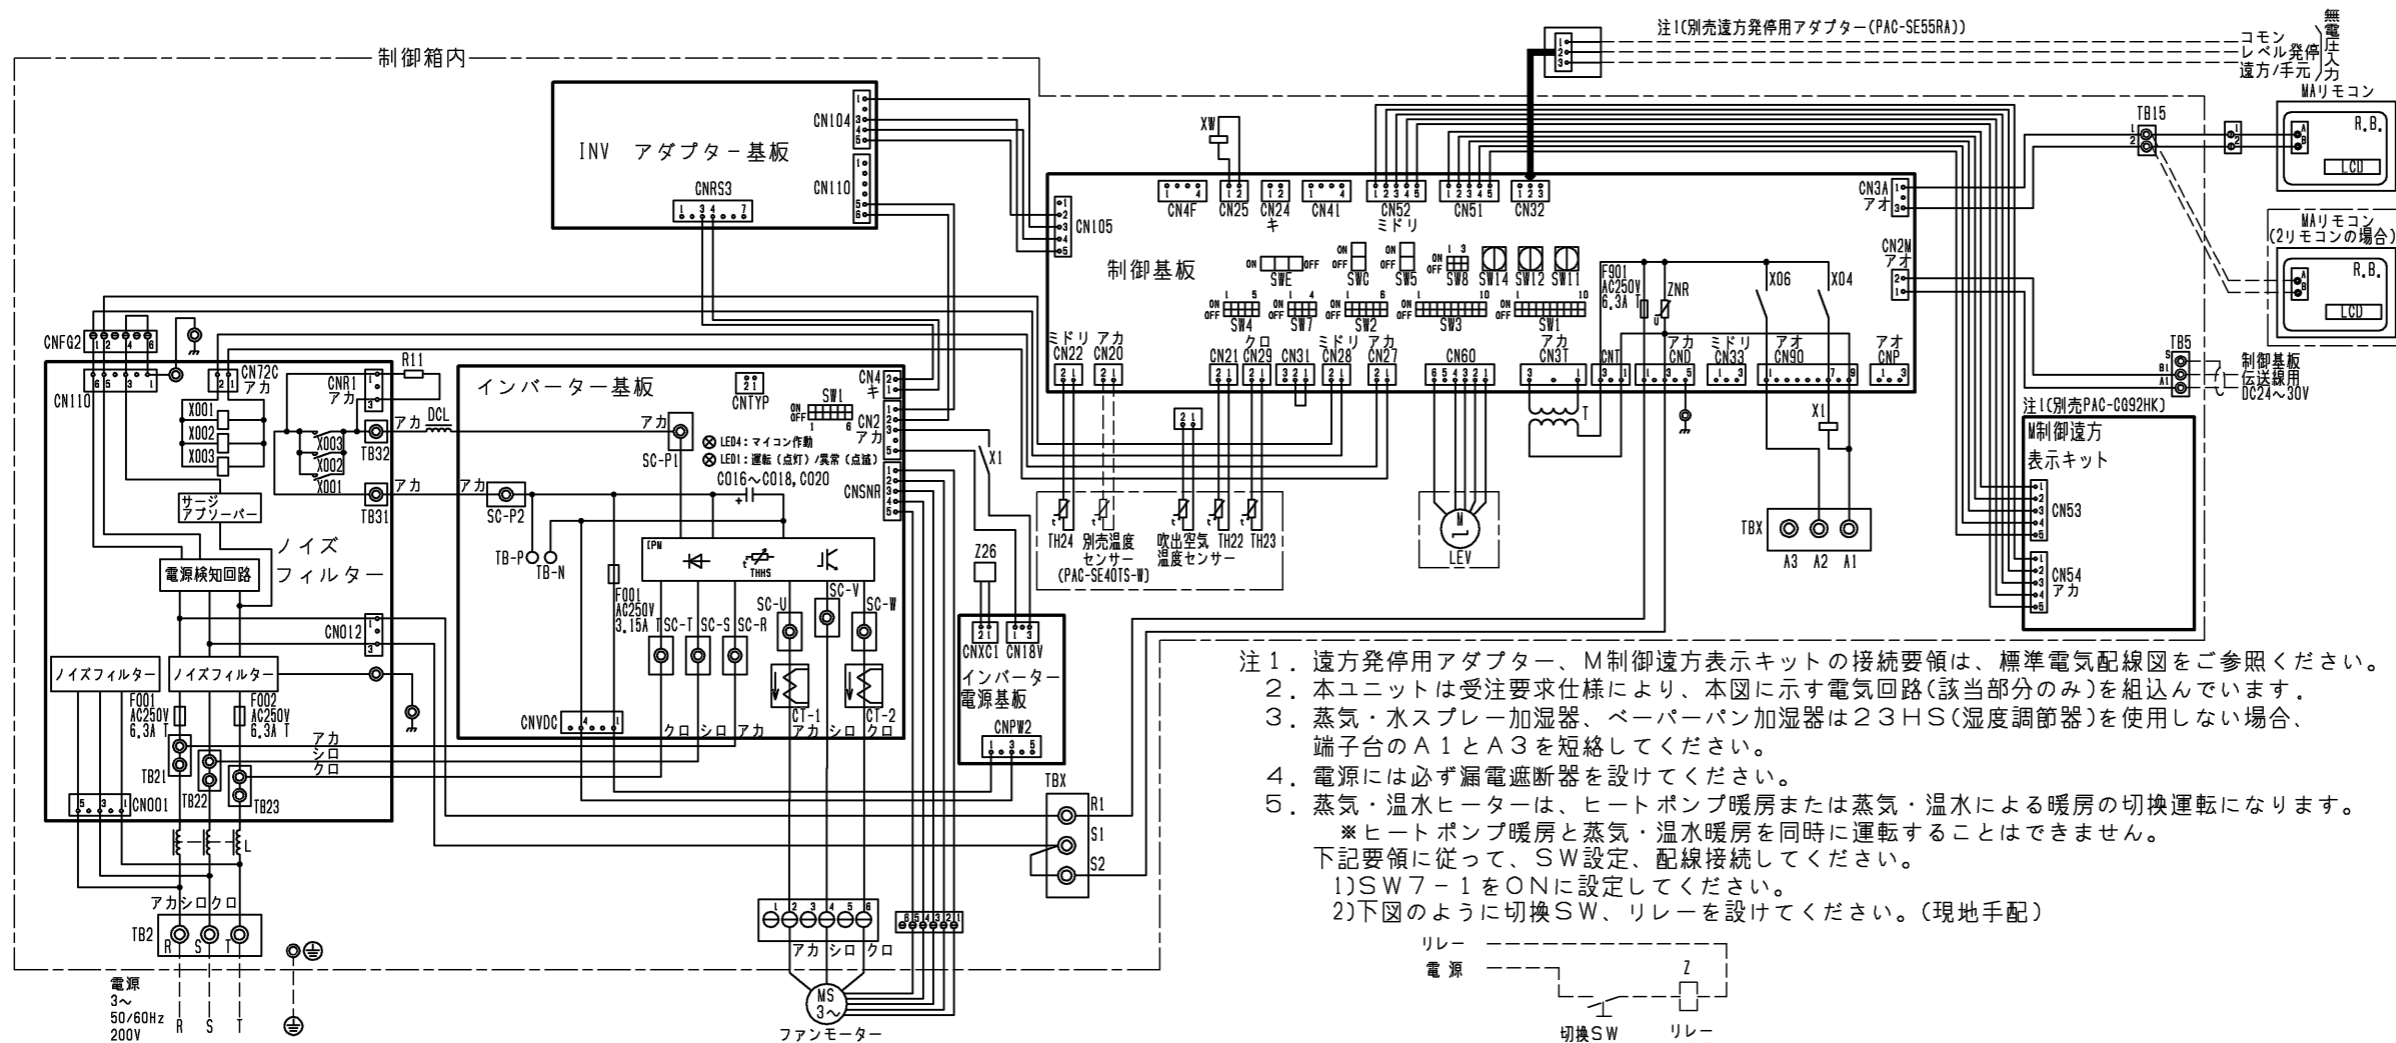 制御箱内
注1(別売遠方発停用アダプター(PAC-SE55RA))
コモン
レベル発停
遠方/手元
無電圧入力
MAリモコン
R.B.
A
B
LCD
TB15
1
2
MAリモコン
(2リモコンの場合)
R.B.
A
B
LCD
TB5
S
B1
A1
制御基板
伝送線用
DC24～30V
INV アダプター基板
CN104
CN110
CNRS3
1 3 4 7
XW
CN4F
CN25
CN24
キ
CN41
CN52
ミドリ
CN51
CN32
CN3A
アオ
CN2M
アオ
CN105
制御基板
ON OFF
SWE
SWC
SW5
SW8
SW14
SW12
SW11
SW4
SW7
SW2
SW3
SW1
F901
AC250V
6.3A T
ZNR
U
X06
X04
ミドリ
CN22
アカ
CN20
CN21
クロ
CN29
CN31
ミドリ
CN28
アカ
CN27
CN60
アカ
CN3T
CNT
アカ
CND
ミドリ
CN33
アオ
CN90
アオ
CNP
T
X1
TH24
別売温度
センサー
(PAC-SE40TS-W)
吹出空気
温度センサー
TH22
TH23
M
LEV
TBX
A3 A2 A1
注1(別売PAC-CG92HK)
M制御遠方
表示キット
CN53
CN54
アカ
CNFG2
CN110
CN72C
アカ
R11
CNR1
アカ
X001
X002
X003
X003
X002
X001
アカ
DCL
TB32
アカ
TB31
サージ
アブソーバー
ノイズ
フィルター
電源検知回路
CN012
ノイズフィルター
ノイズフィルター
F001
AC250V
6.3A T
F002
AC250V
6.3A T
アカ
シロ
クロ
TB21
TB22
TB23
CN001
L
アカシロクロ
TB2
R S T
電源
3～
50/60Hz
200V
R S T
インバーター基板
CNTYP
SW1
ON
OFF
アカ
SC-P1
LED4:マイコン作動
LED1:運転(点灯)/異常(点滅)
C016～C018,C020
CN4
キ
CN2
アカ
CNSNR
X1
アカ
SC-P2
TB-P
TB-N
IPM
THHS
F001
AC250V
3.15A T
SC-T
SC-S
SC-R
SC-U
SC-V
SC-W
CT-1
CT-2
CNVDC
クロ シロ アカ アカ シロ クロ
Z26
CNXC1
CN18V
インバーター
電源基板
CNPW2
TBX
R1
S1
S2
1 2 3 4 5 6
アカ シロ クロ
6 5 4 3 2 1
MS
3～
ファンモーター
注１．遠方発停用アダプター、Ｍ制御遠方表示キットの接続要領は、標準電気配線図をご参照ください。
２．本ユニットは受注要求仕様により、本図に示す電気回路(該当部分のみ)を組込んでいます．
３．蒸気・水スプレー加湿器、ペーパーパン加湿器は２３ＨＳ(湿度調節器)を使用しない場合、
端子台のＡ１とＡ３を短絡してください。
４．電源には必ず漏電遮断器を設けてください。
５．蒸気・温水ヒーターは、ヒートポンプ暖房または蒸気・温水による暖房の切換運転になります。
※ヒートポンプ暖房と蒸気・温水暖房を同時に運転することはできません。
下記要領に従って、ＳＷ設定、配線接続してください。
1)ＳＷ７－１をＯＮに設定してください。
2)下図のように切換ＳＷ、リレーを設けてください。(現地手配)
リレー
電 源
Z
切換ＳＷ
リレー